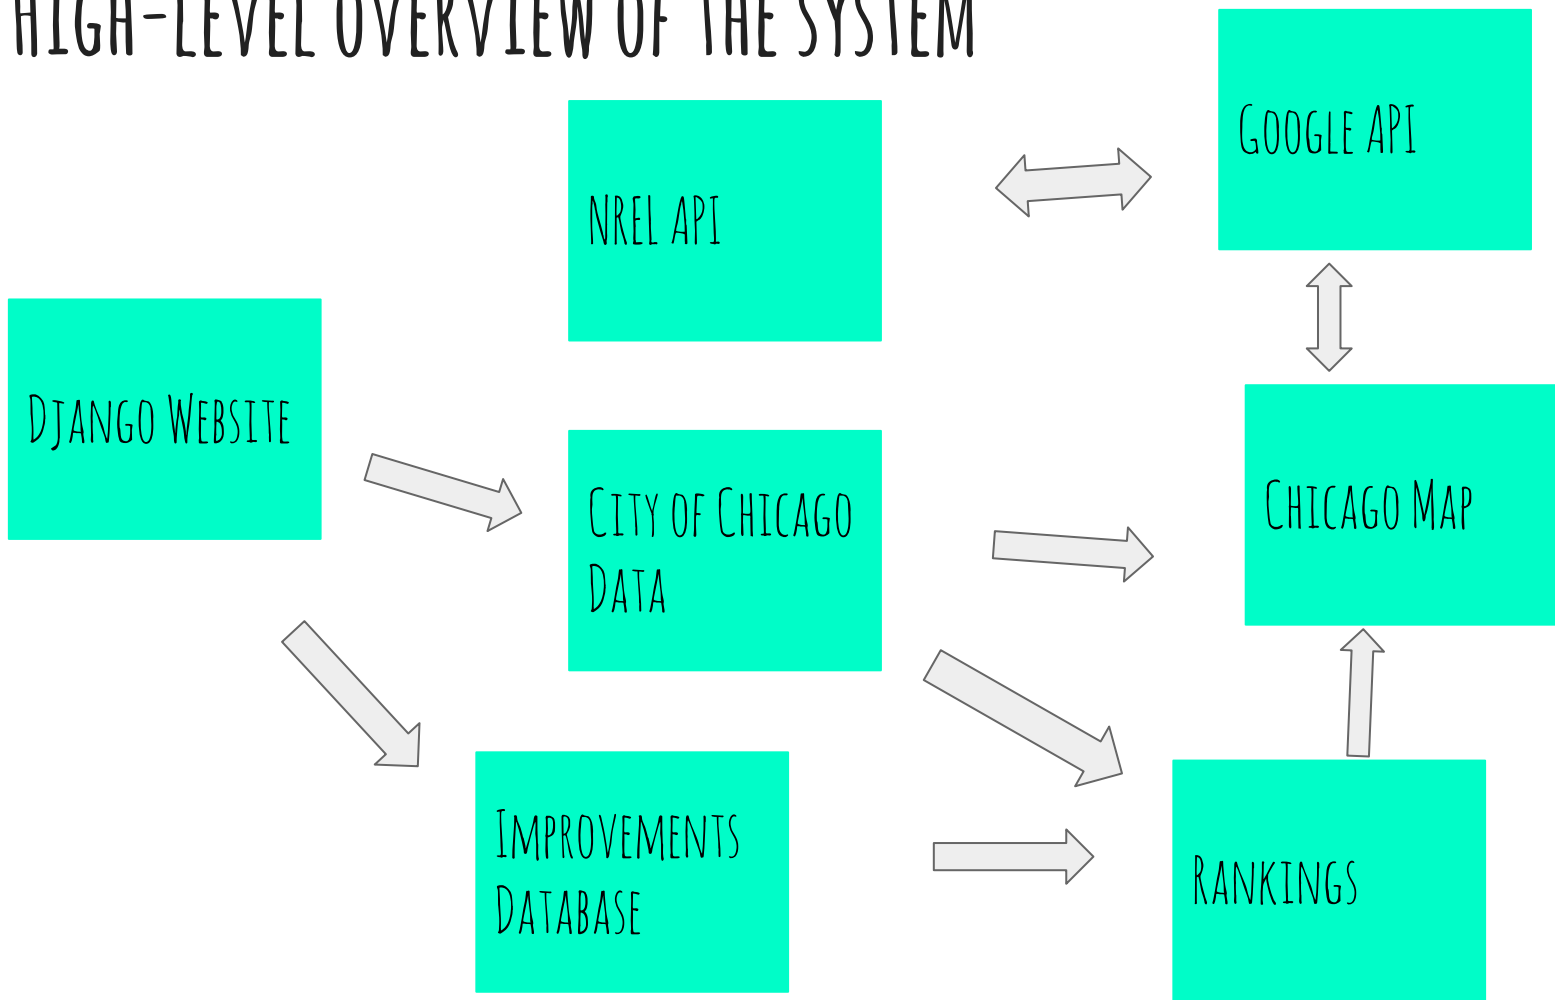 HIGH-LEVEL OVERVIEW OF THE SYSTEM
GOOGLE API
NREL API
DJANGO WEBSITE
CITY OF CHICAGO
DATA
CHICAGO MAP
IMPROVEMENTS
DATABASE
RANKINGS